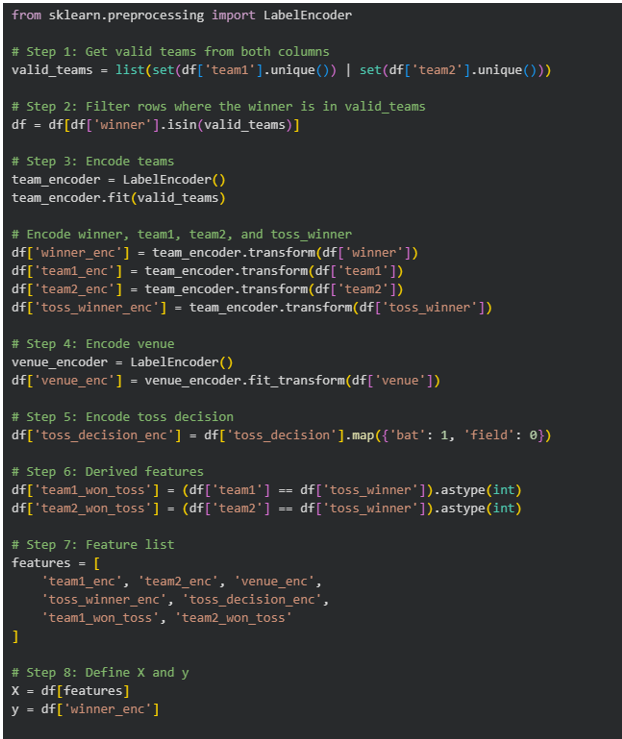 from sklearn.preprocessing import LabelEncoder
# Step 1: Get valid teams from both columns
valid_teams = list(set(df['team1'].unique()) | set(df['team2'].unique()))
# Step 2: Filter rows where the winner is in valid_teams
df = df[df['winner'].isin(valid_teams)]
# Step 3: Encode teams
team_encoder = LabelEncoder()
team_encoder.fit(valid_teams)
# Encode winner, team1, team2, and toss_winner
df['winner_enc'] = team_encoder.transform(df['winner'])
df['team1_enc'] = team_encoder.transform(df['team1'])
df['team2_enc'] = team_encoder.transform(df['team2'])
df['toss_winner_enc'] = team_encoder.transform(df['toss_winner'])
# Step 4: Encode venue
venue_encoder = LabelEncoder()
df['venue_enc'] = venue_encoder.fit_transform(df['venue'])
# Step 5: Encode toss decision
df['toss_decision_enc'] = df['toss_decision'].map({'bat': 1, 'field': 0})
# Step 6: Derived features
df['team1_won_toss'] = (df['team1'] == df['toss_winner']).astype(int)
df['team2_won_toss'] = (df['team2'] == df['toss_winner']).astype(int)
# Step 7: Feature list
features = [
    'team1_enc', 'team2_enc', 'venue_enc',
    'toss_winner_enc', 'toss_decision_enc',
    'team1_won_toss', 'team2_won_toss'
]
# Step 8: Define X and y
X = df[features]
y = df['winner_enc']